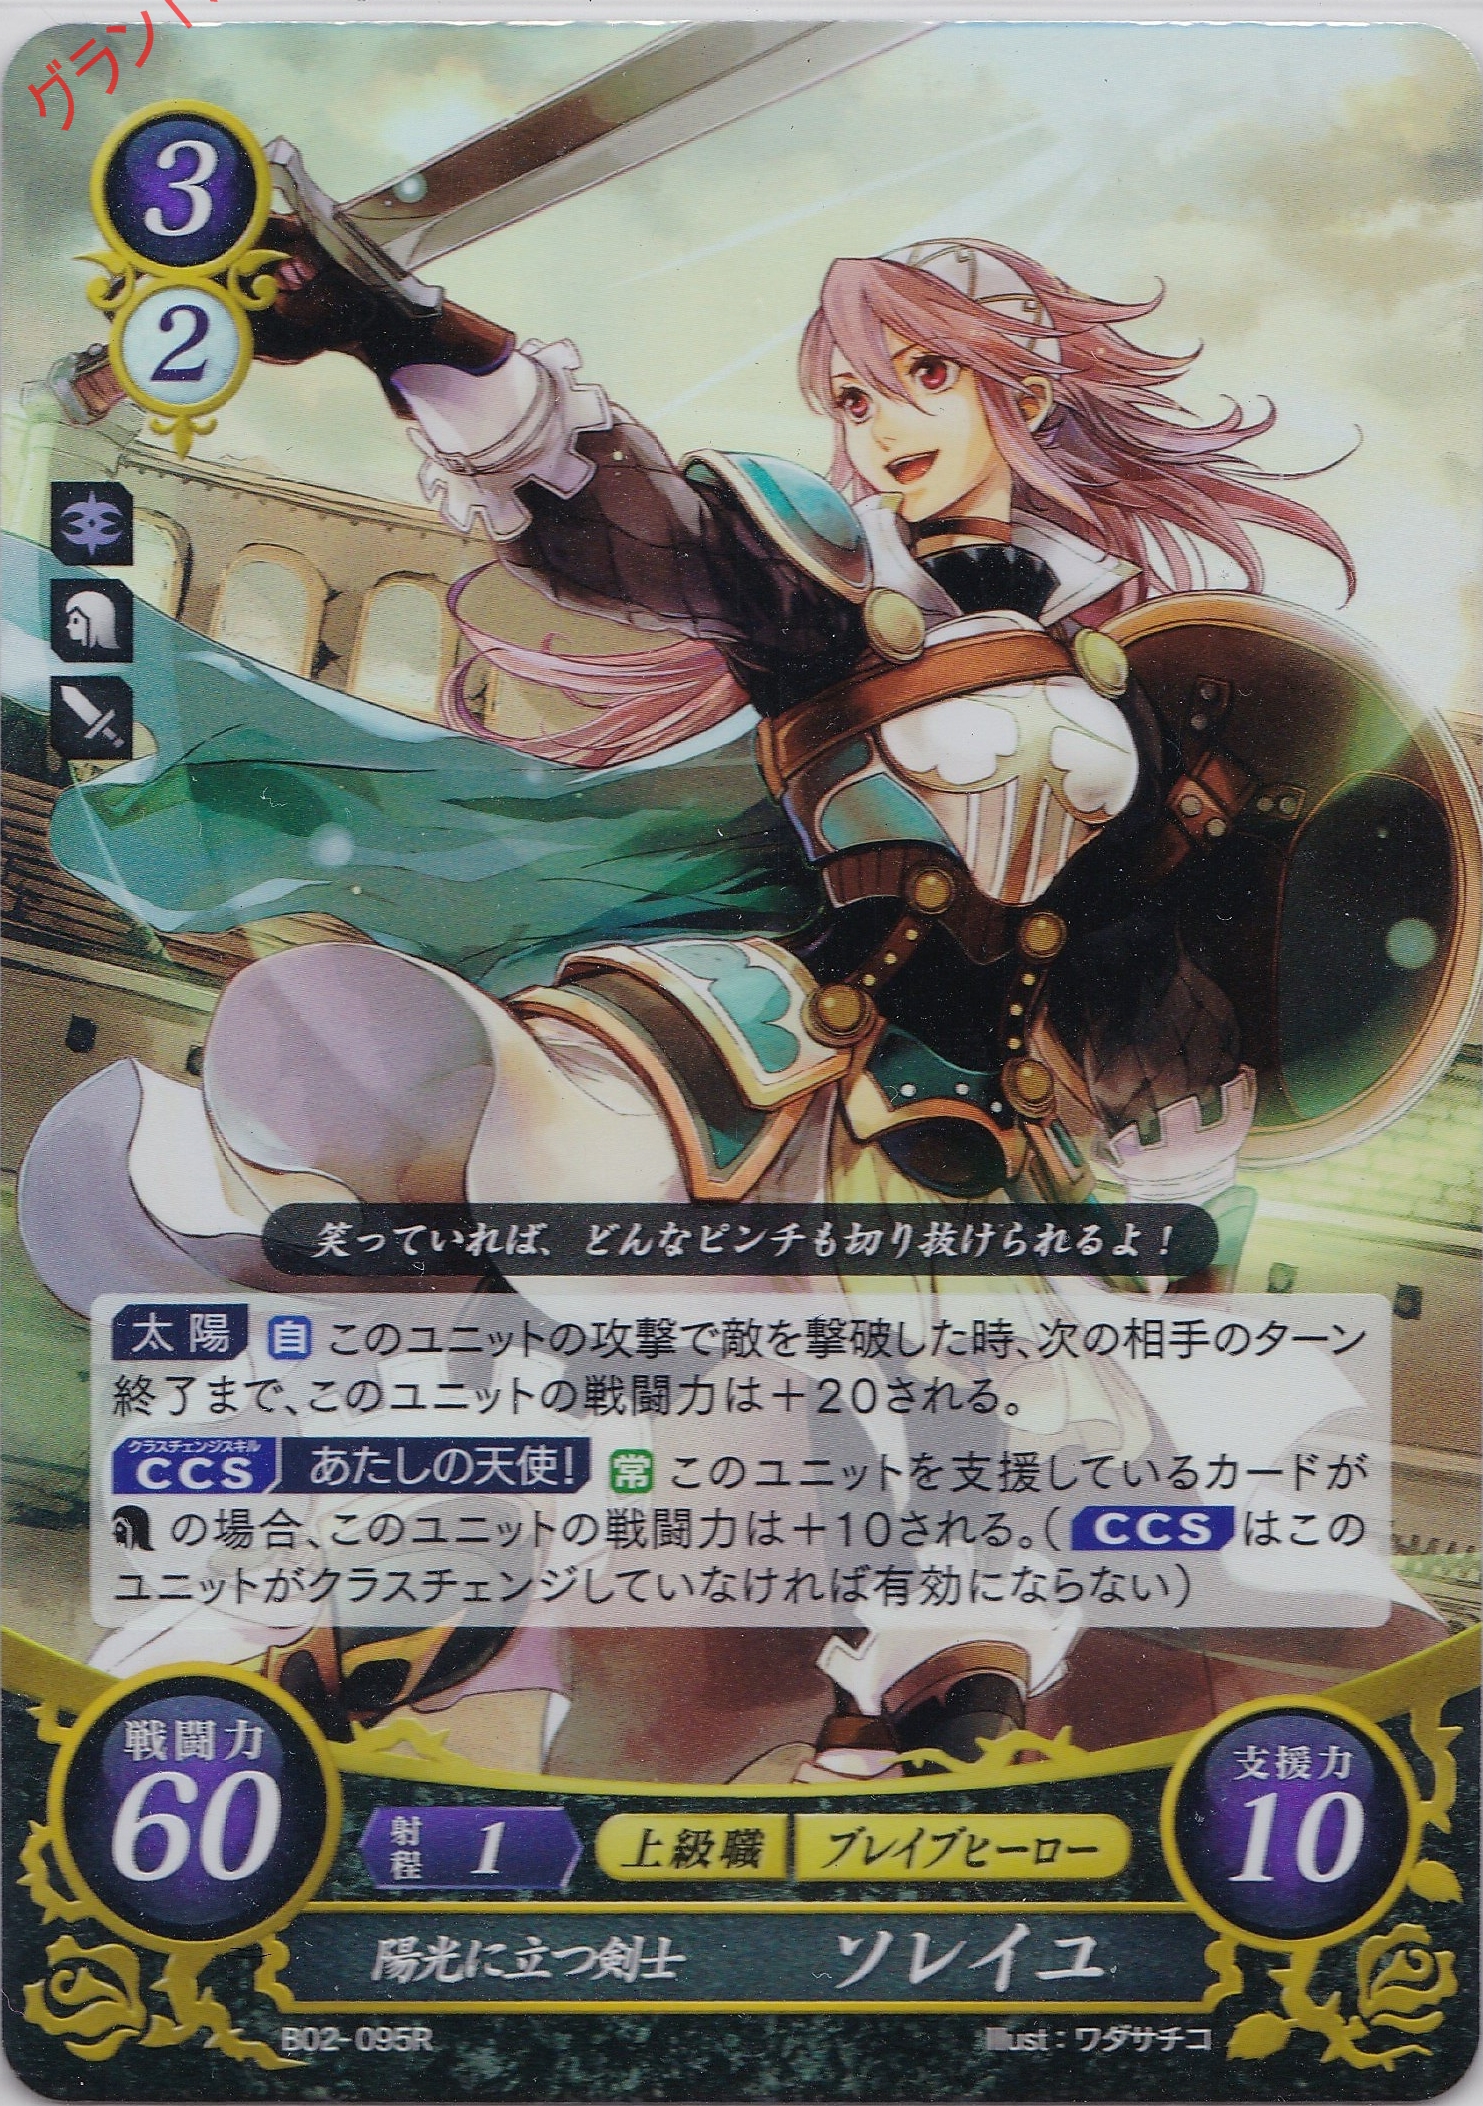 グラン
3
2
笑っていれば、どんなピンチも切り抜けられるよ！
太陽 自 このユニットの攻撃で敵を撃破した時、次の相手のターン
終了まで、このユニットの戦闘力は＋20される。
クラスチェンジスキル
CCS あたしの天使！ 常 このユニットを支援しているカードが
の場合、このユニットの戦闘力は＋10される。（CCSはこの
ユニットがクラスチェンジしていなければ有効にならない）
戦闘力
60
射程 1
上級職 ブレイブヒーロー
支援力
10
陽光に立つ剣士 ソレイユ
B02-095R
Illust：ワダサチコ